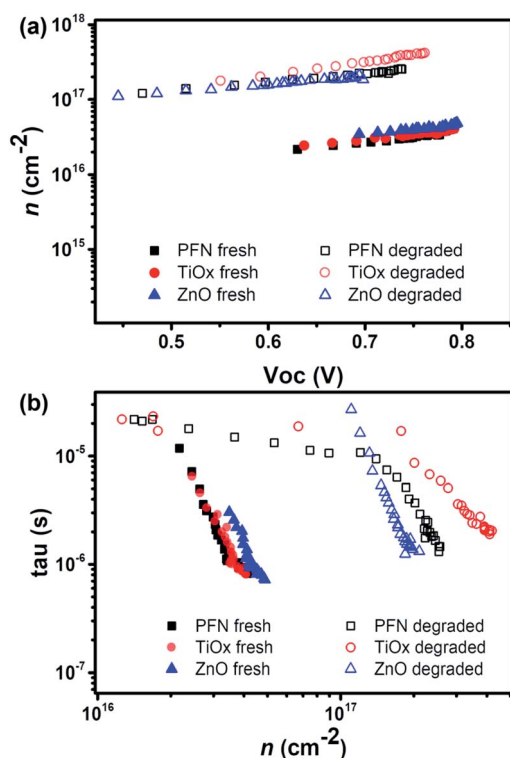 (a)
10^18
10^17
10^16
10^15
n (cm^-2)
PFN fresh
PFN degraded
TiOx fresh
TiOx degraded
ZnO fresh
ZnO degraded
0.5 0.6 0.7 0.8
Voc (V)
(b)
10^-5
10^-6
10^-7
tau (s)
PFN fresh
PFN degraded
TiOx fresh
TiOx degraded
ZnO fresh
ZnO degraded
10^16 10^17
n (cm^-2)